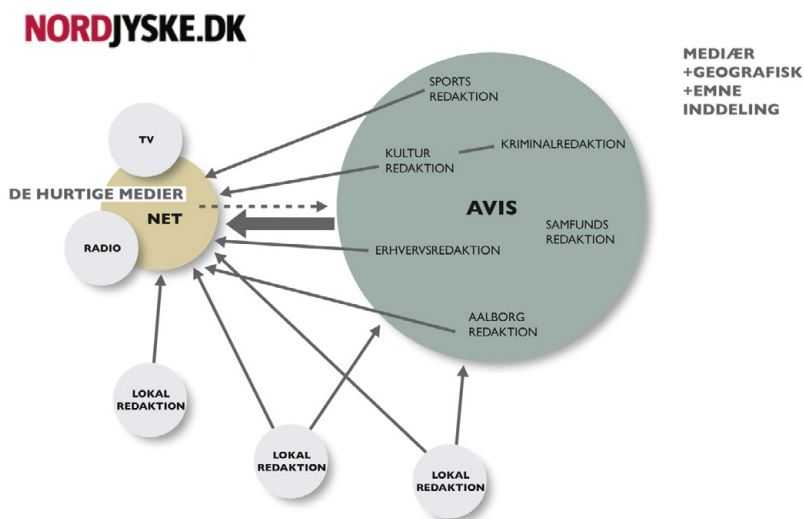 NORDJYSKE.DK
MEDIÆR
+GEOGRAFISK
+EMNE
INDDELING
SPORTS
REDAKTION
TV
KULTUR
REDAKTION
KRIMINALREDAKTION
DE HURTIGE MEDIER
NET
AVIS
RADIO
SAMFUNDS
REDAKTION
ERHVERVSREDAKTION
AALBORG
REDAKTION
LOKAL
REDAKTION
LOKAL
REDAKTION
LOKAL
REDAKTION